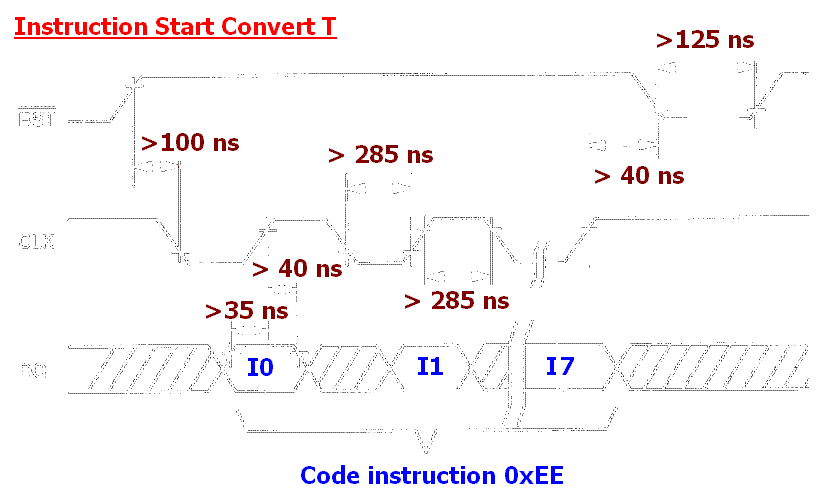 Instruction Start Convert T
>125 ns
RST
>100 ns
> 285 ns
> 40 ns
CLK
> 40 ns
> 285 ns
>35 ns
I0
I1
I7
DQ
Code instruction 0xEE